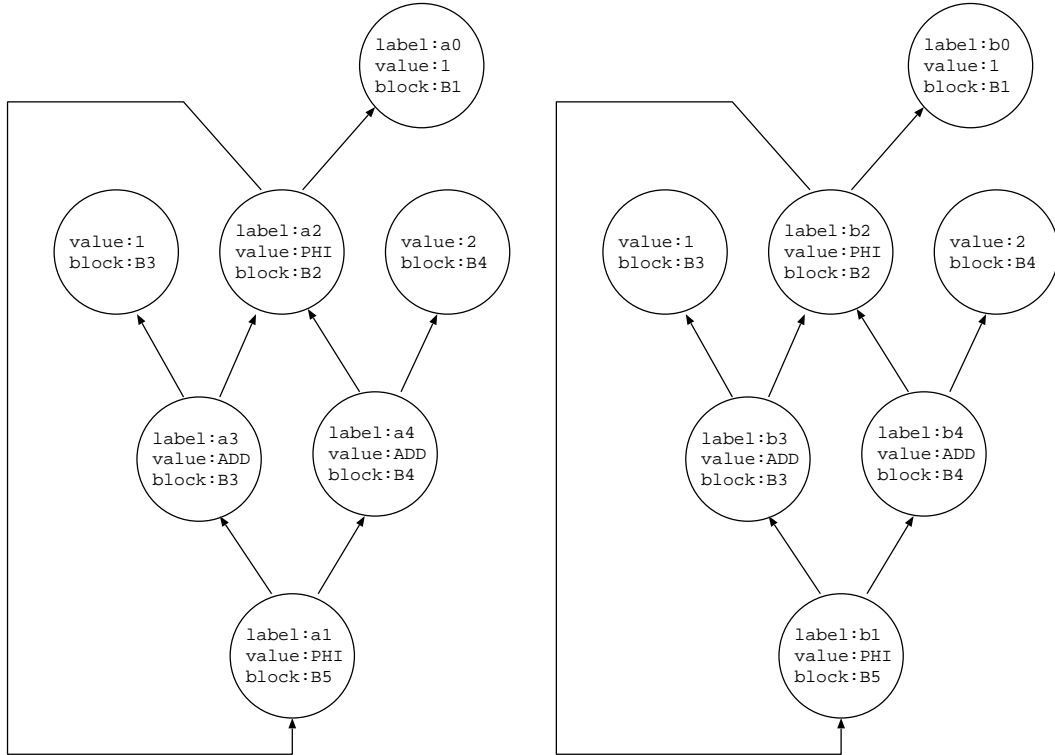 label:a0
value:1
block:B1
value:1
block:B3
label:a2
value:PHI
block:B2
value:2
block:B4
label:a3
value:ADD
block:B3
label:a4
value:ADD
block:B4
label:a1
value:PHI
block:B5
label:b0
value:1
block:B1
value:1
block:B3
label:b2
value:PHI
block:B2
value:2
block:B4
label:b3
value:ADD
block:B3
label:b4
value:ADD
block:B4
label:b1
value:PHI
block:B5